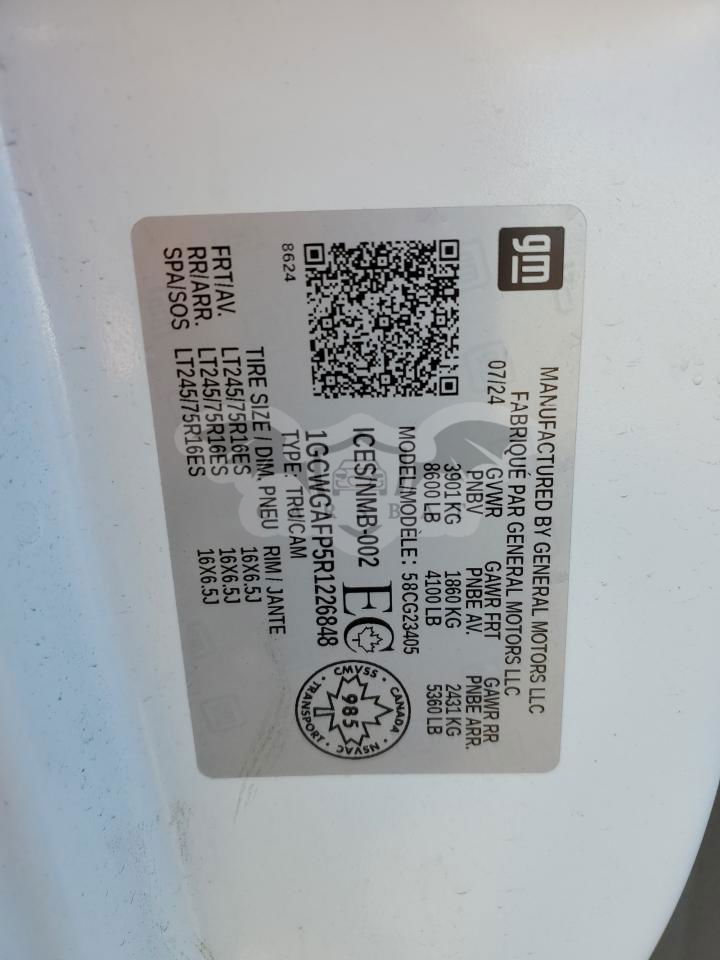 gm
MANUFACTURED BY GENERAL MOTORS LLC
FABRIQUÉ PAR GENERAL MOTORS LLC
07/24 GVWR GAWR FRT GAWR RR
PNBV PNBE AV. PNBE ARR.
3901 KG 1860 KG 2431 KG
8600 LB 4100 LB 5360 LB
MODEL/MODÈLE: 58CG23405
ICES/NMB-002 EC
1GCWGAFP5R1226848
TYPE: TRU/CAM
8624
CMVSS · CANADA · NSVAC · TRANSPORT ·
985
TIRE SIZE / DIM. PNEU RIM / JANTE
FRT/AV. LT245/75R16ES 16X6.5J
RR/ARR. LT245/75R16ES 16X6.5J
SPA/SOS LT245/75R16ES 16X6.5J